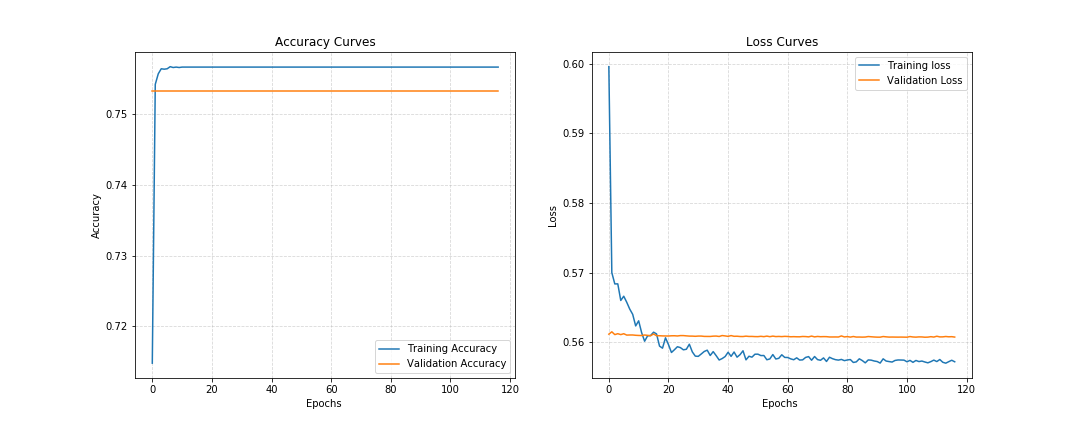 Accuracy Curves
Accuracy
0.75
0.74
0.73
0.72
Training Accuracy
Validation Accuracy
0 20 40 60 80 100 120
Epochs
Loss Curves
Loss
0.60
0.59
0.58
0.57
0.56
Training loss
Validation Loss
0 20 40 60 80 100 120
Epochs